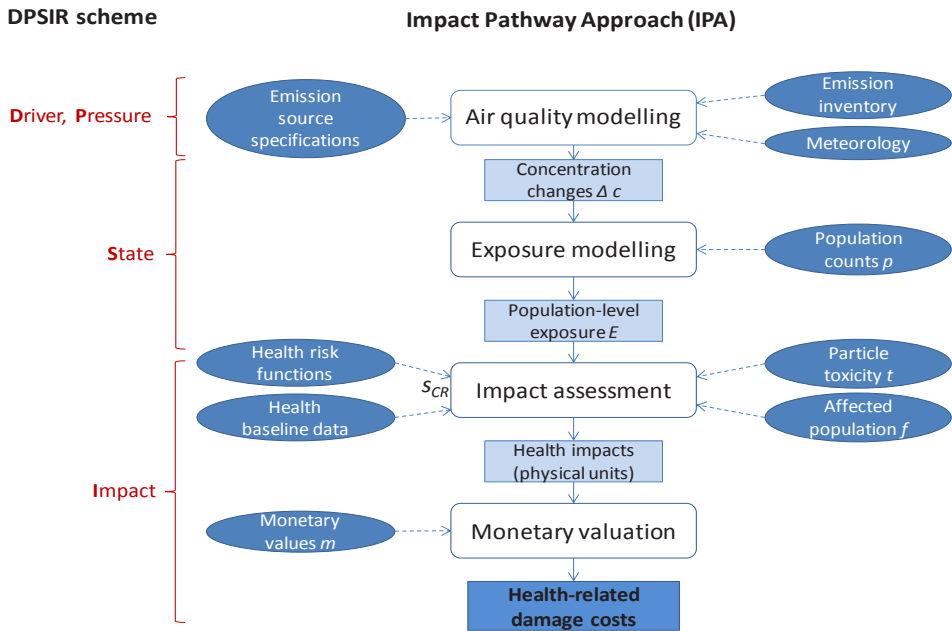 DPSIR scheme
Impact Pathway Approach (IPA)
Driver, Pressure
Emission
source
specifications
Air quality modelling
Emission
inventory
Meteorology
Concentration
changes Δ c
State
Exposure modelling
Population
counts p
Population-level
exposure E
Health risk
functions
Health
baseline data
S_CR
Impact assessment
Particle
toxicity t
Affected
population f
Health impacts
(physical units)
Impact
Monetary
values m
Monetary valuation
Health-related
damage costs